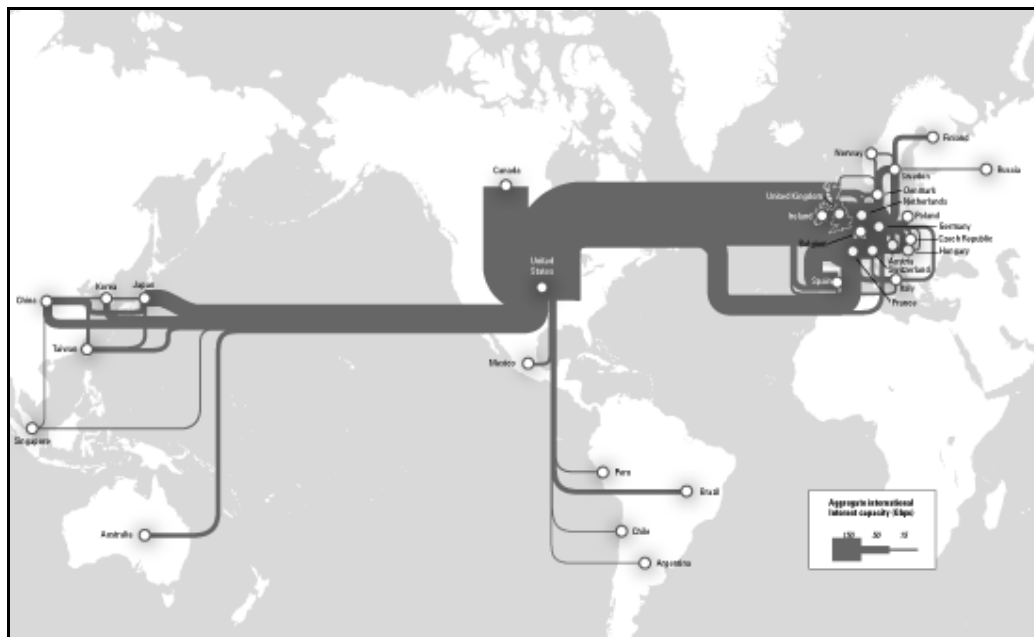 Finland
Norway
Russia
Sweden
Canada
Denmark
United Kingdom
Netherlands
Ireland
Poland
Germany
Belgium
Czech Republic
Hungary
United
States
Austria
Switzerland
Korea
Japan
Spain
Italy
China
France
Taiwan
Mexico
Singapore
Peru
Brazil
Aggregate international
Internet capacity (Gbps)
150 50 15
Australia
Chile
Argentina